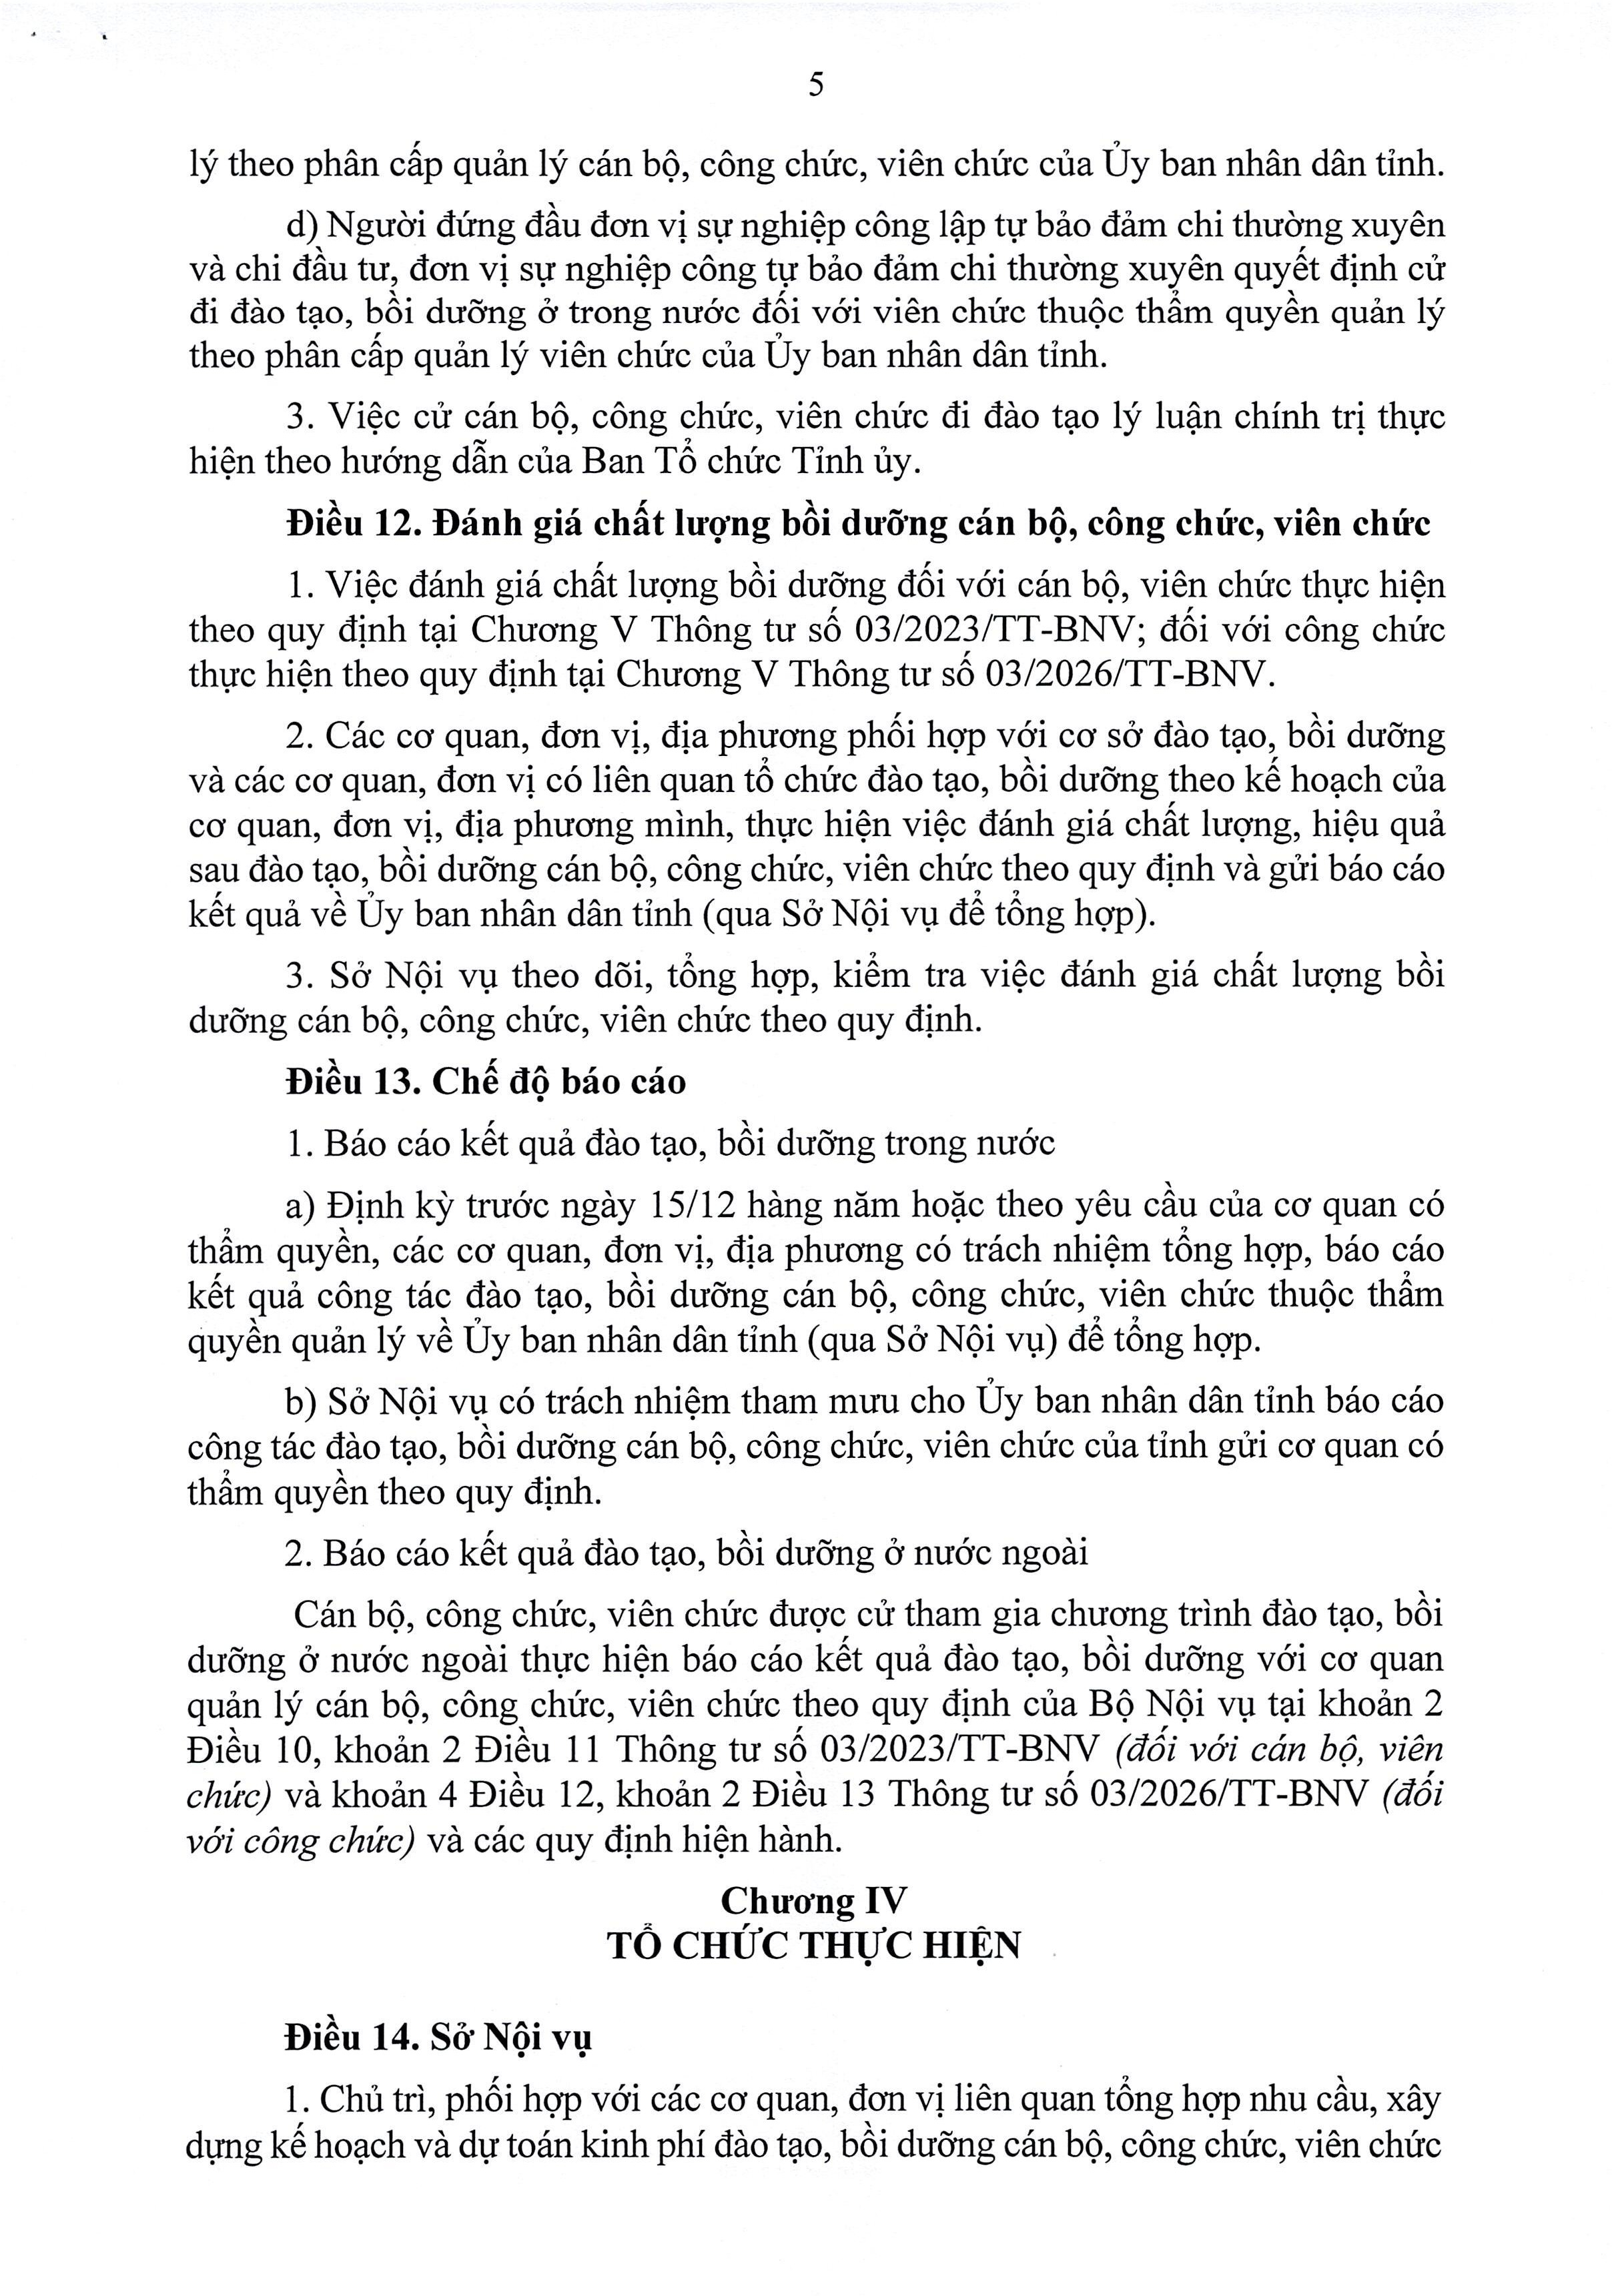 5
lý theo phân cấp quản lý cán bộ, công chức, viên chức của Ủy ban nhân dân tỉnh.
d) Người đứng đầu đơn vị sự nghiệp công lập tự bảo đảm chi thường xuyên
và chi đầu tư, đơn vị sự nghiệp công tự bảo đảm chi thường xuyên quyết định cử
đi đào tạo, bồi dưỡng ở trong nước đối với viên chức thuộc thẩm quyền quản lý
theo phân cấp quản lý viên chức của Ủy ban nhân dân tỉnh.
3. Việc cử cán bộ, công chức, viên chức đi đào tạo lý luận chính trị thực
hiện theo hướng dẫn của Ban Tổ chức Tỉnh ủy.
Điều 12. Đánh giá chất lượng bồi dưỡng cán bộ, công chức, viên chức
1. Việc đánh giá chất lượng bồi dưỡng đối với cán bộ, viên chức thực hiện
theo quy định tại Chương V Thông tư số 03/2023/TT-BNV; đối với công chức
thực hiện theo quy định tại Chương V Thông tư số 03/2026/TT-BNV.
2. Các cơ quan, đơn vị, địa phương phối hợp với cơ sở đào tạo, bồi dưỡng
và các cơ quan, đơn vị có liên quan tổ chức đào tạo, bồi dưỡng theo kế hoạch của
cơ quan, đơn vị, địa phương mình, thực hiện việc đánh giá chất lượng, hiệu quả
sau đào tạo, bồi dưỡng cán bộ, công chức, viên chức theo quy định và gửi báo cáo
kết quả về Ủy ban nhân dân tỉnh (qua Sở Nội vụ để tổng hợp).
3. Sở Nội vụ theo dõi, tổng hợp, kiểm tra việc đánh giá chất lượng bồi
dưỡng cán bộ, công chức, viên chức theo quy định.
Điều 13. Chế độ báo cáo
1. Báo cáo kết quả đào tạo, bồi dưỡng trong nước
a) Định kỳ trước ngày 15/12 hàng năm hoặc theo yêu cầu của cơ quan có
thẩm quyền, các cơ quan, đơn vị, địa phương có trách nhiệm tổng hợp, báo cáo
kết quả công tác đào tạo, bồi dưỡng cán bộ, công chức, viên chức thuộc thẩm
quyền quản lý về Ủy ban nhân dân tỉnh (qua Sở Nội vụ) để tổng hợp.
b) Sở Nội vụ có trách nhiệm tham mưu cho Ủy ban nhân dân tỉnh báo cáo
công tác đào tạo, bồi dưỡng cán bộ, công chức, viên chức của tỉnh gửi cơ quan có
thẩm quyền theo quy định.
2. Báo cáo kết quả đào tạo, bồi dưỡng ở nước ngoài
Cán bộ, công chức, viên chức được cử tham gia chương trình đào tạo, bồi
dưỡng ở nước ngoài thực hiện báo cáo kết quả đào tạo, bồi dưỡng với cơ quan
quản lý cán bộ, công chức, viên chức theo quy định của Bộ Nội vụ tại khoản 2
Điều 10, khoản 2 Điều 11 Thông tư số 03/2023/TT-BNV (đối với cán bộ, viên
chức) và khoản 4 Điều 12, khoản 2 Điều 13 Thông tư số 03/2026/TT-BNV (đối
với công chức) và các quy định hiện hành.
Chương IV
TỔ CHỨC THỰC HIỆN
Điều 14. Sở Nội vụ
1. Chủ trì, phối hợp với các cơ quan, đơn vị liên quan tổng hợp nhu cầu, xây
dựng kế hoạch và dự toán kinh phí đào tạo, bồi dưỡng cán bộ, công chức, viên chức